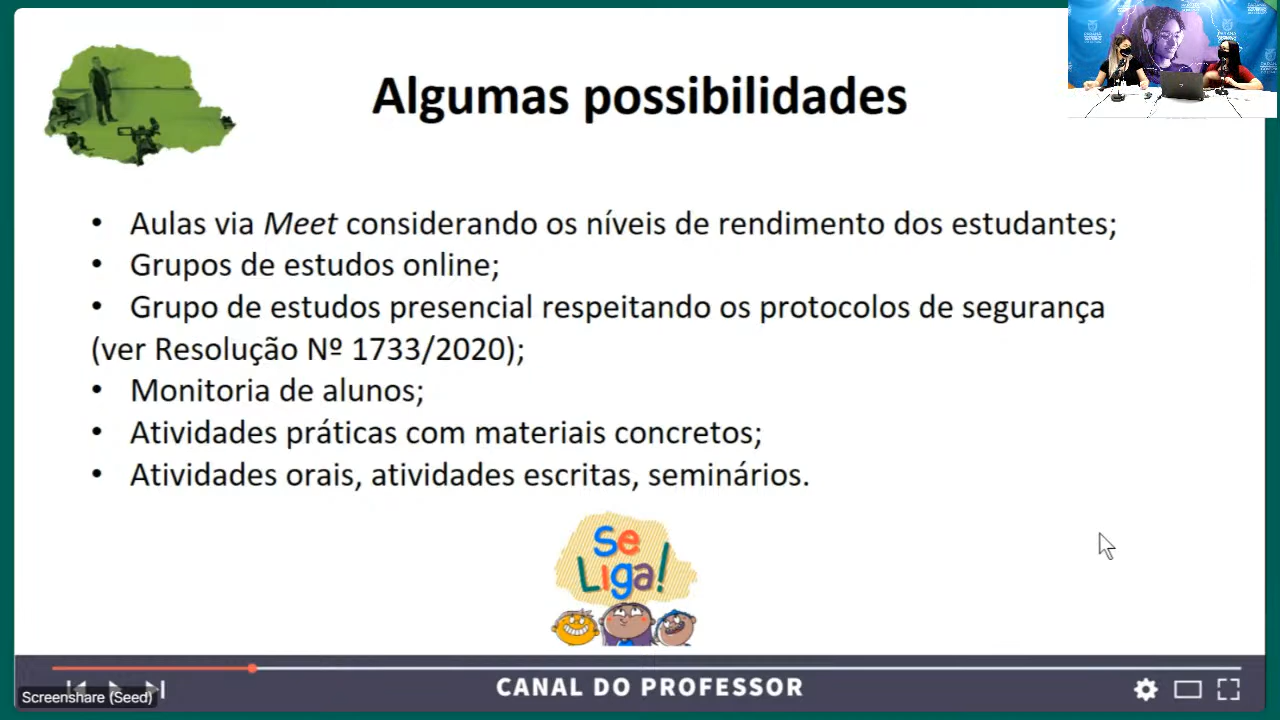 Algumas possibilidades
• Aulas via Meet considerando os níveis de rendimento dos estudantes;
• Grupos de estudos online;
• Grupo de estudos presencial respeitando os protocolos de segurança
(ver Resolução Nº 1733/2020);
• Monitoria de alunos;
• Atividades práticas com materiais concretos;
• Atividades orais, atividades escritas, seminários.
Se
Liga!
CANAL DO PROFESSOR
Screenshare (Seed)